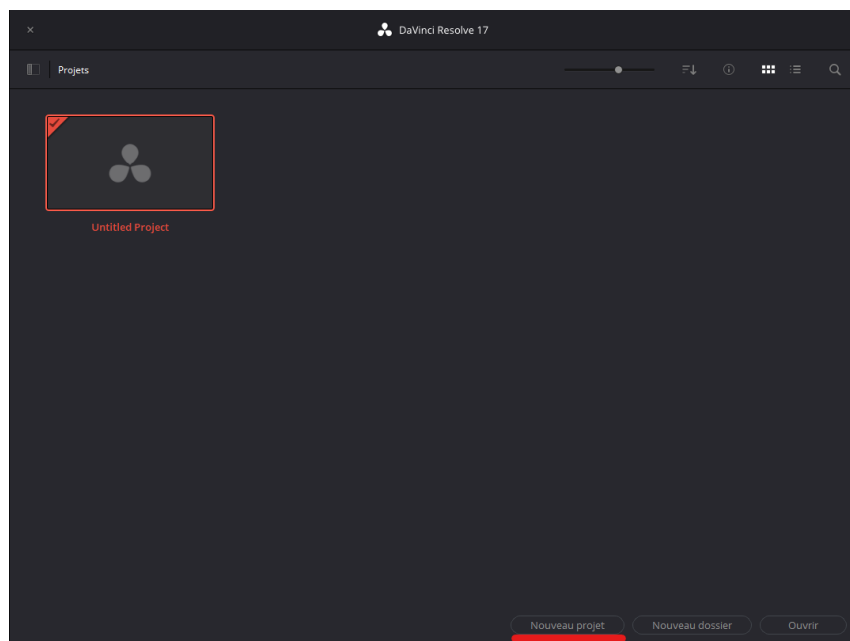 DaVinci Resolve 17
Projets
Untitled Project
Nouveau projet Nouveau dossier Ouvrir